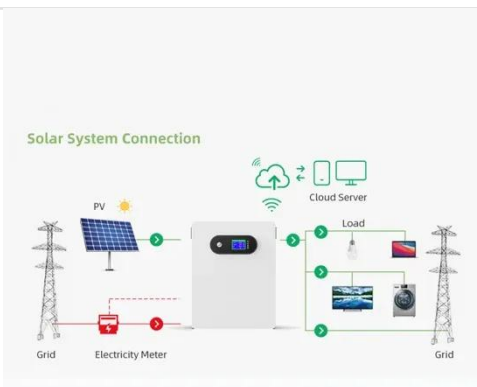 Solar System Connection
Cloud Server
PV
Load
Grid
Electricity Meter
Grid